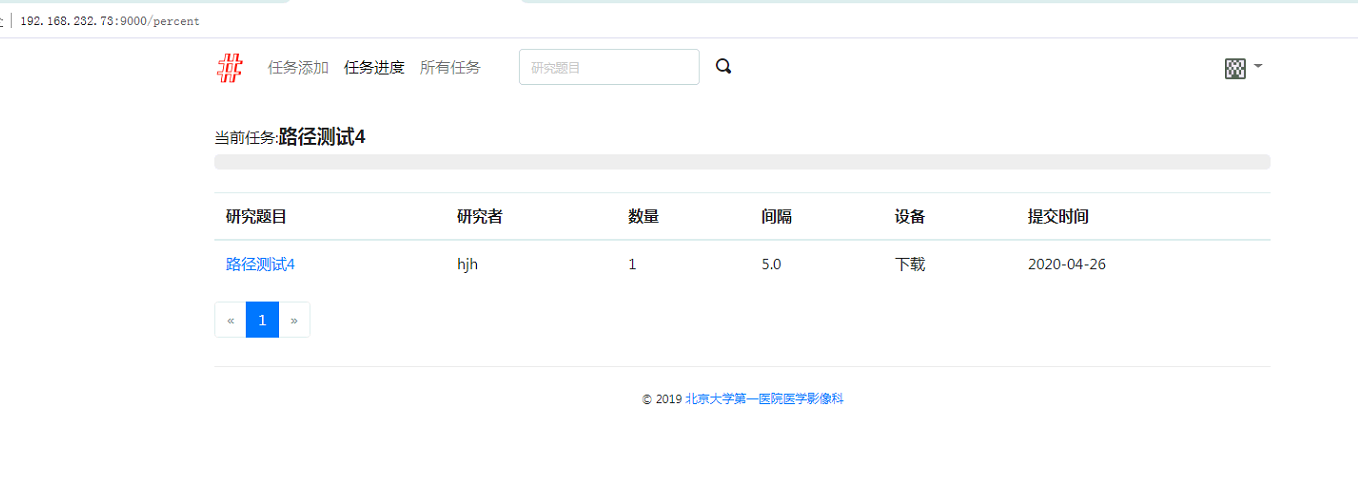 192.168.232.73:9000/percent
任务添加 任务进度 所有任务 研究题目
当前任务:路径测试4
研究题目 研究者 数量 间隔 设备 提交时间
路径测试4 hjh 1 5.0 下载 2020-04-26
« 1 »
© 2019 北京大学第一医院医学影像科